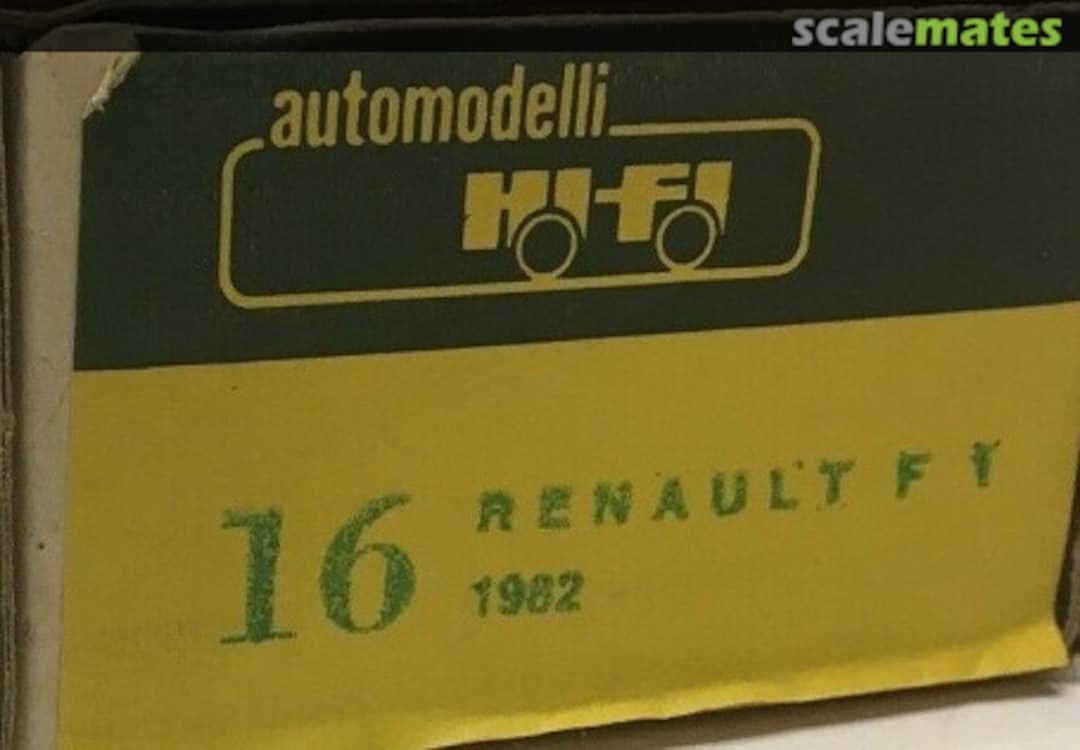 scalemates
automodelli
HI-FI
16 RENAULT F 1
1982